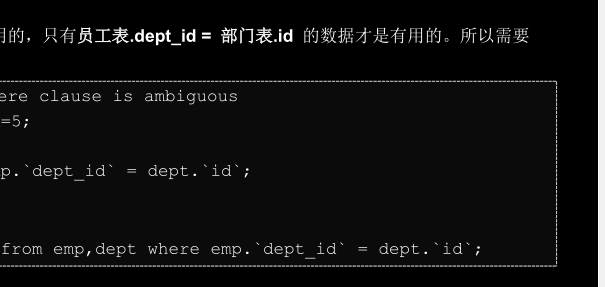 用的，只有员工表.dept_id = 部门表.id 的数据才是有用的。所以需要
ere clause is ambiguous
=5;
p.`dept_id` = dept.`id`;
from emp,dept where emp.`dept_id` = dept.`id`;